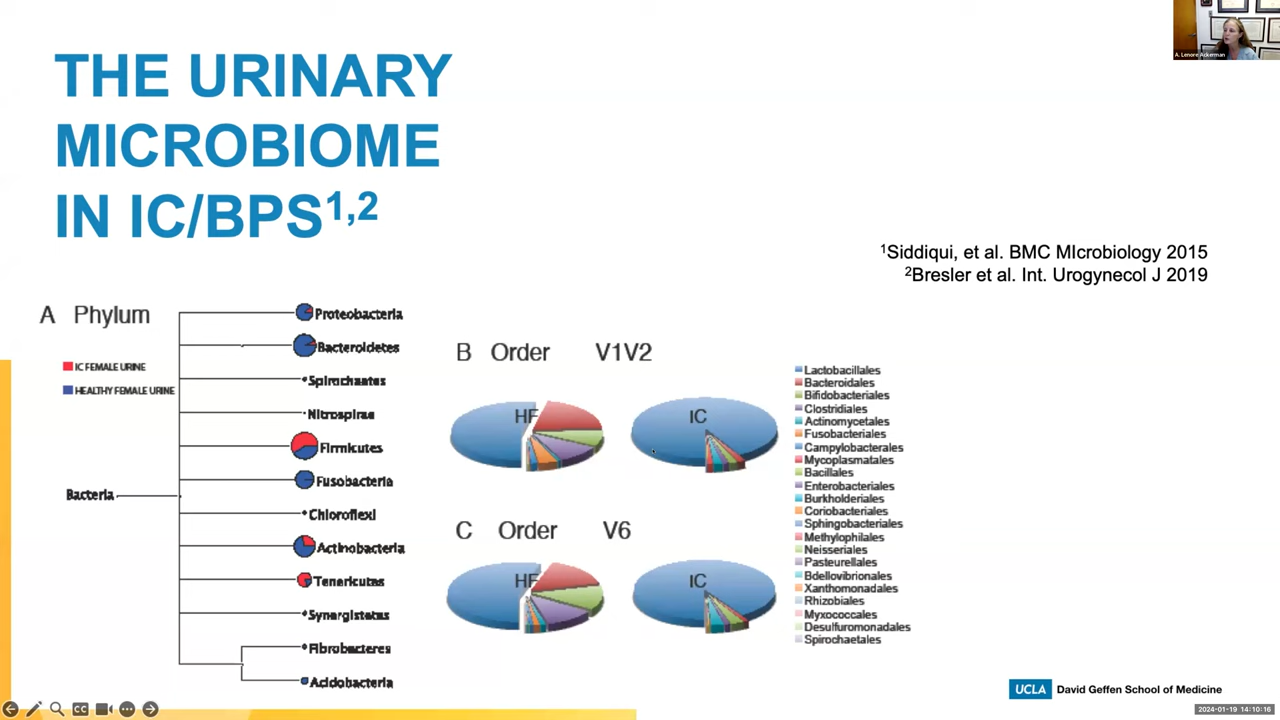 THE URINARY
MICROBIOME
IN IC/BPS1,2
A. Lenore Ackerman
1Siddiqui, et al. BMC MIcrobiology 2015
2Bresler et al. Int. Urogynecol J 2019
A Phylum
IC FEMALE URINE
HEALTHY FEMALE URINE
Bacteria
Proteobacteria
Bacteroidetes
Spirochaetes
Nitrospirae
Firmicutes
Fusobacteria
Chloroflexi
Actinobacteria
Tenericutes
Synergistetes
Fibrobacteres
Acidobacteria
B Order V1V2
HF
IC
C Order V6
HF
IC
Lactobacillales
Bacteroidales
Bifidobacteriales
Clostridiales
Actinomycetales
Fusobacteriales
Campylobacterales
Mycoplasmatales
Bacillales
Enterobacteriales
Burkholderiales
Coriobacteriales
Sphingobacteriales
Methylophilales
Neisseriales
Pasteurellales
Bdellovibrionales
Xanthomonadales
Rhizobiales
Myxococcales
Desulfuromonadales
Spirochaetales
UCLA David Geffen School of Medicine
CC
2024-01-19 14:10:16